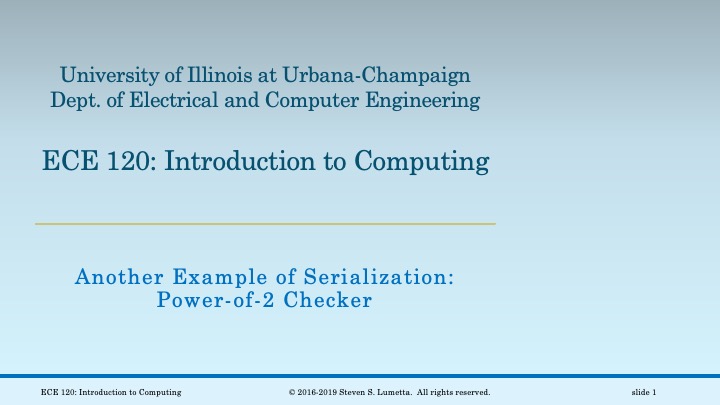 University of Illinois at Urbana-Champaign
Dept. of Electrical and Computer Engineering
ECE 120: Introduction to Computing
Another Example of Serialization:
Power-of-2 Checker
ECE 120: Introduction to Computing
© 2016-2019 Steven S. Lumetta. All rights reserved.
slide 1